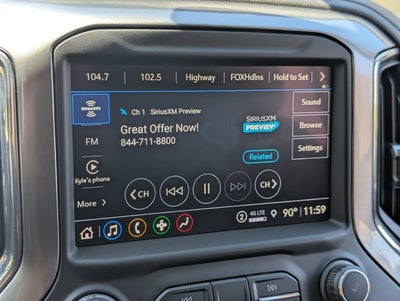 104.7 102.5 Highway FOXHdlns Hold to Set
SiriusXM
Ch 1 SiriusXM Preview
Great Offer Now!
844-711-8800
SIRIUSXM
PREVIEW
Related
Sound
Browse
Settings
FM
Kyle's phone
More
CH CH
2 4G LTE 90° 11:59